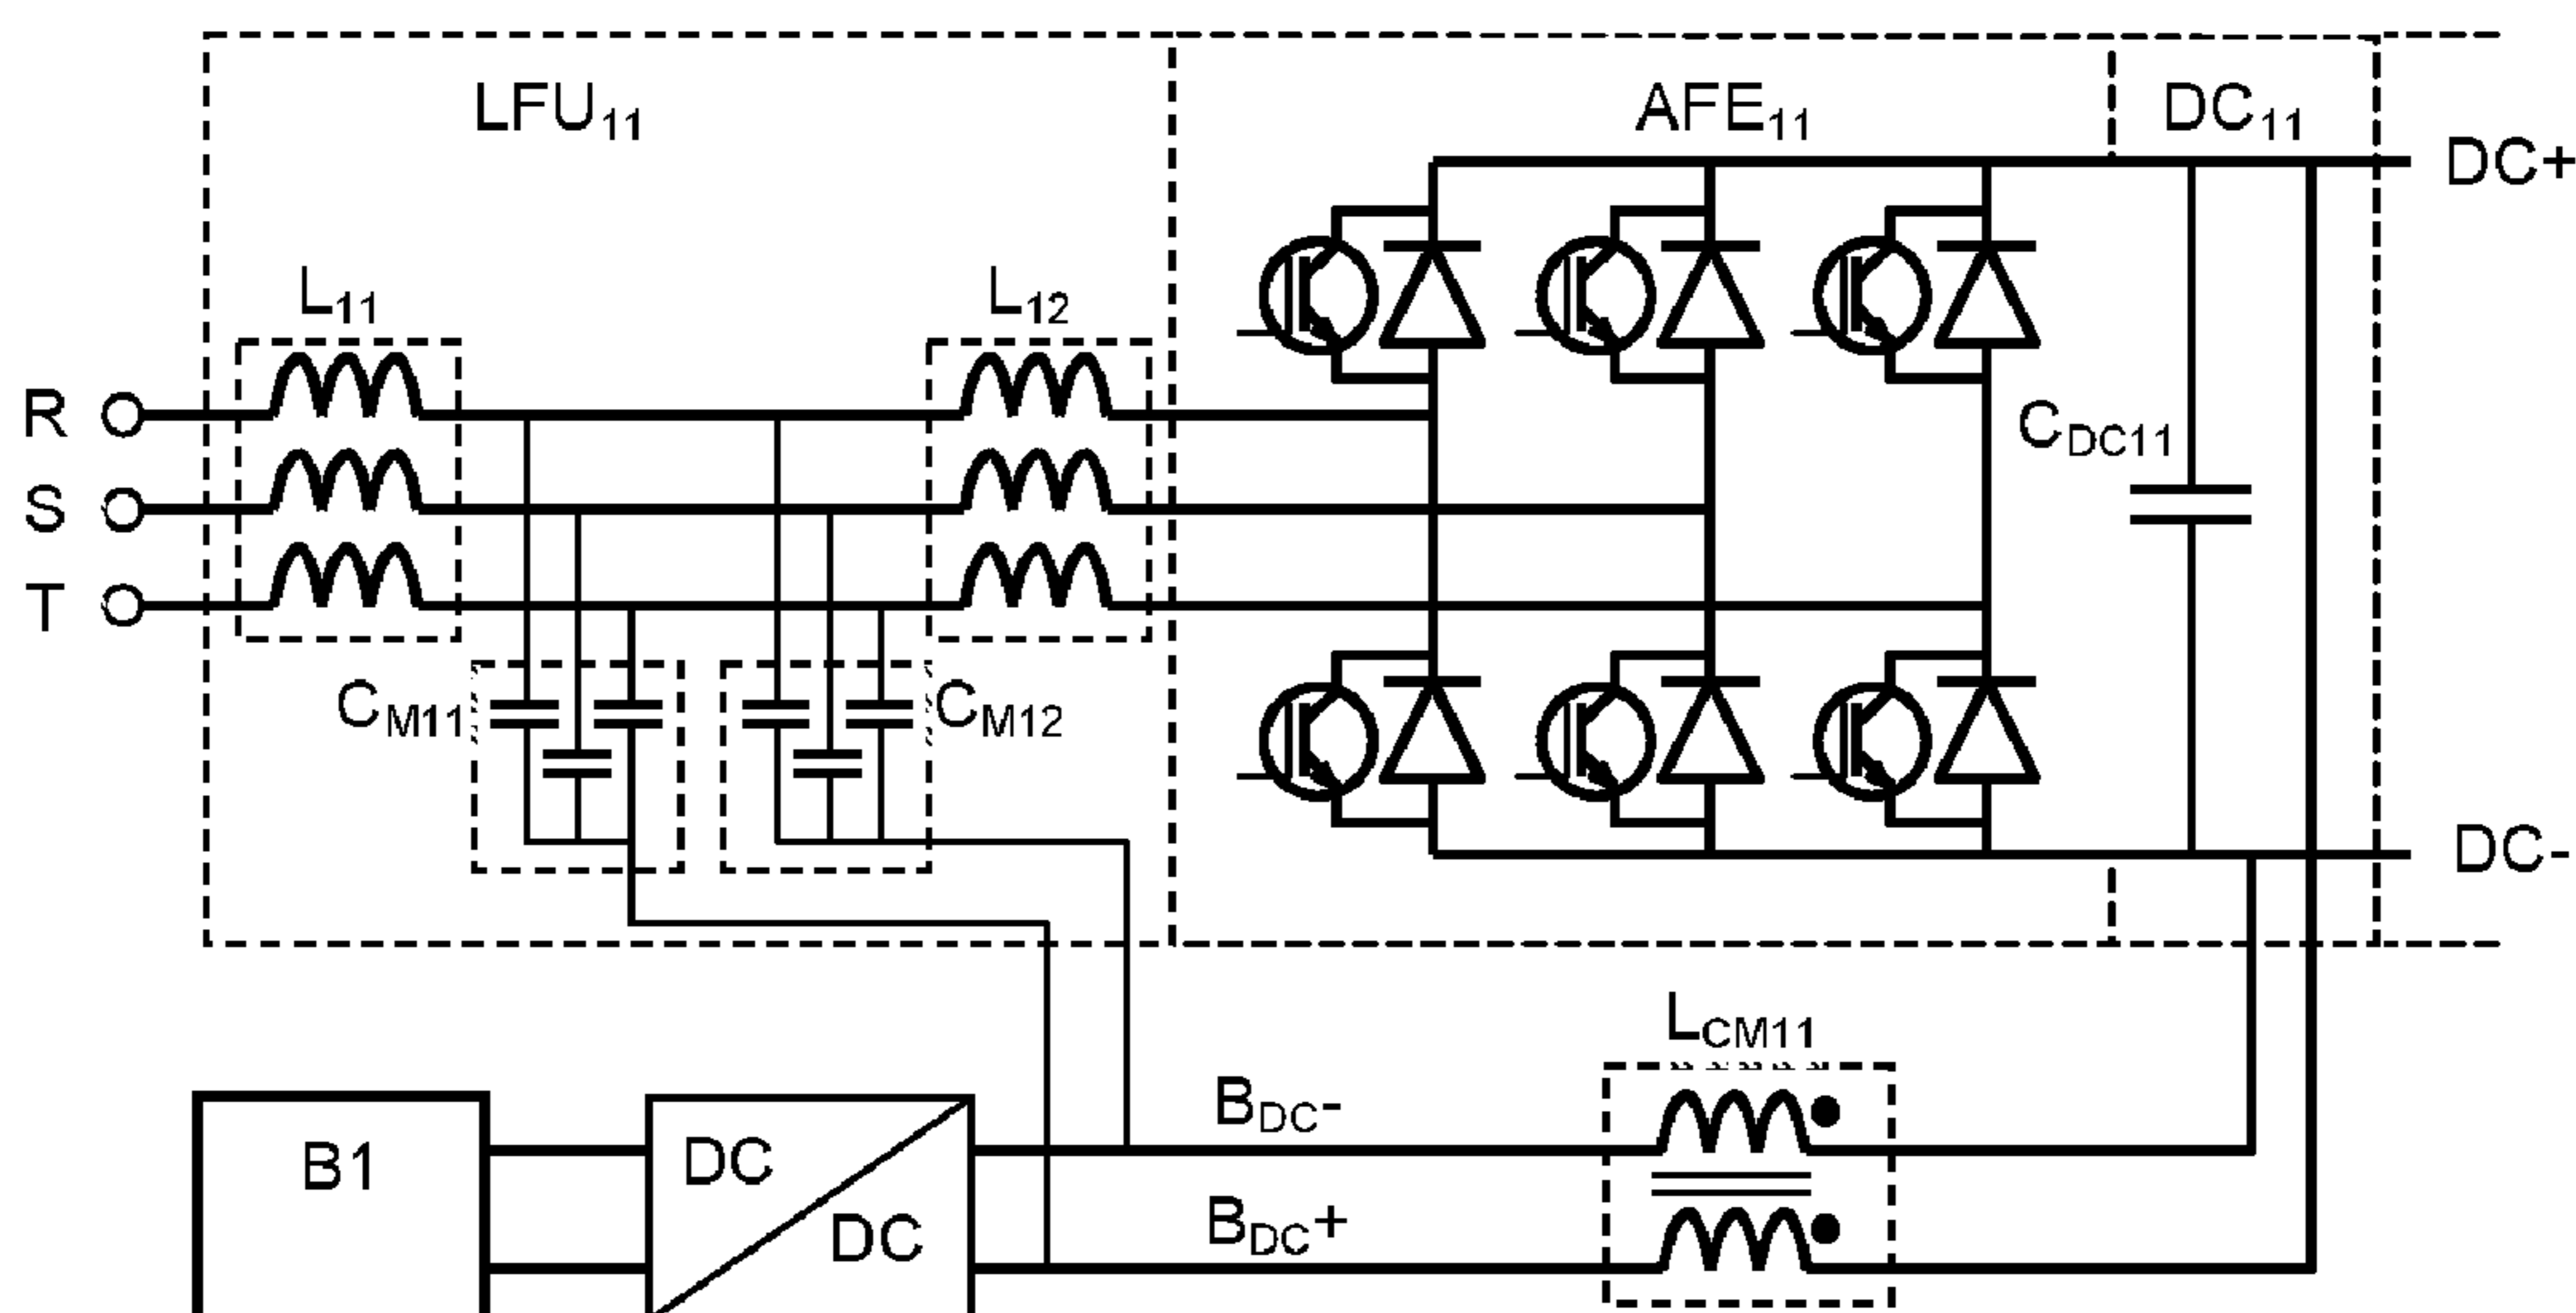 LFU11
AFE11
DC11
DC+
L11
L12
R
S
T
CDC11
CM11
CM12
DC-
LCM11
BDC-
B1
DC
DC
BDC+